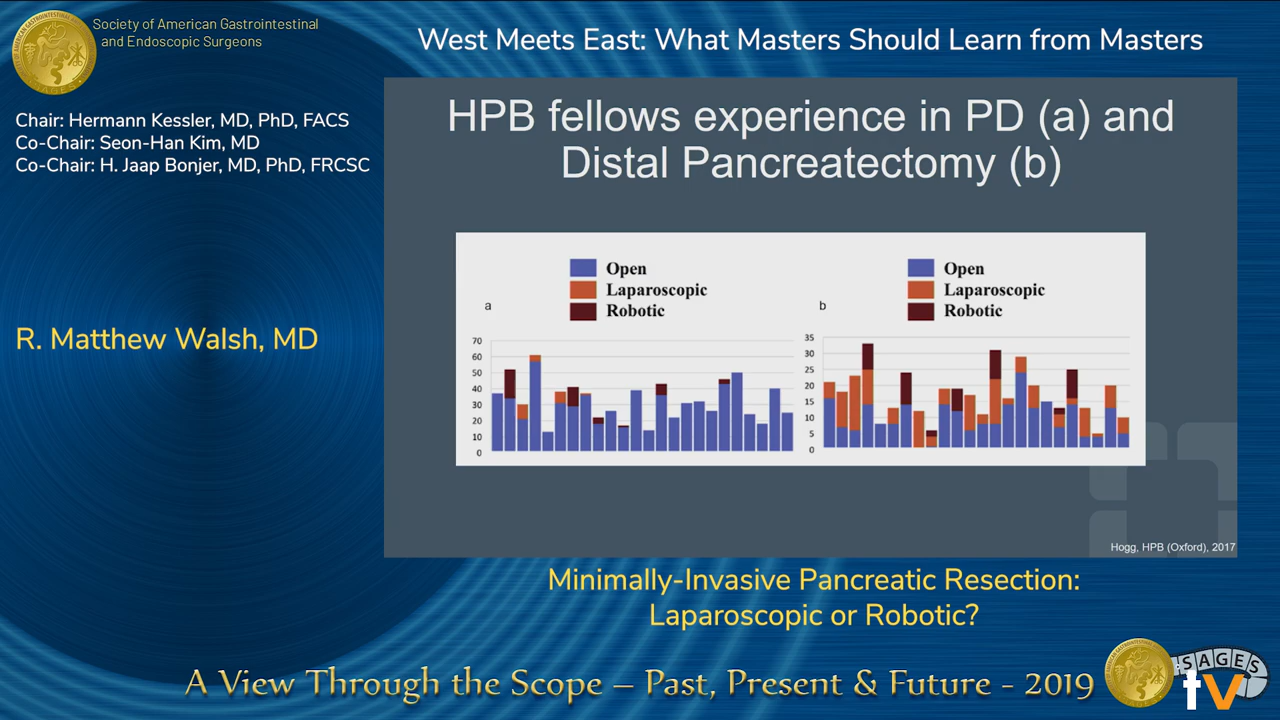 Society of American Gastrointestinal
and Endoscopic Surgeons
West Meets East: What Masters Should Learn from Masters
Chair: Hermann Kessler, MD, PhD, FACS
Co-Chair: Seon-Han Kim, MD
Co-Chair: H. Jaap Bonjer, MD, PhD, FRCSC
R. Matthew Walsh, MD
HPB fellows experience in PD (a) and
Distal Pancreatectomy (b)
a
Open
Laparoscopic
Robotic
70
60
50
40
30
20
10
0
b
Open
Laparoscopic
Robotic
35
30
25
20
15
10
5
0
Hogg, HPB (Oxford), 2017
Minimally-Invasive Pancreatic Resection:
Laparoscopic or Robotic?
A View Through the Scope – Past, Present & Future - 2019
SAGES
tv